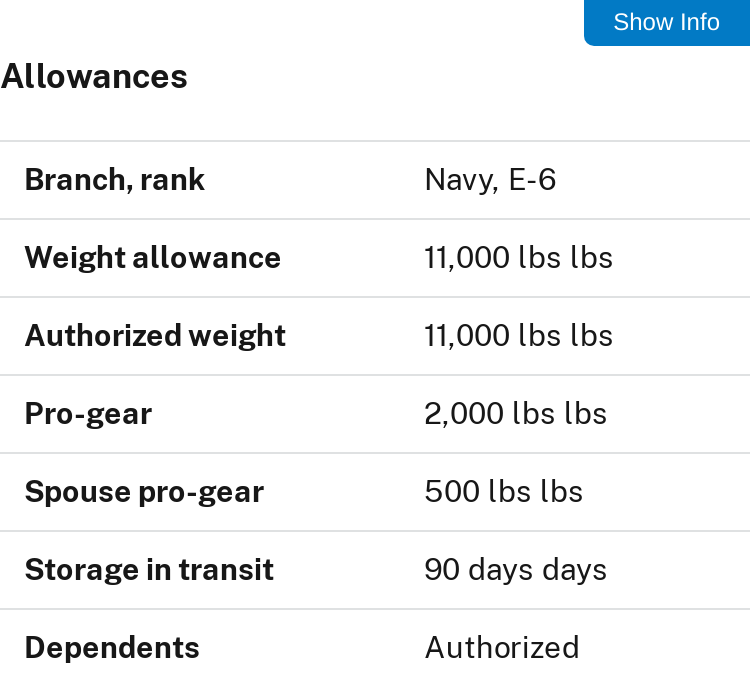 Show Info
Allowances
Branch, rank Navy, E-6
Weight allowance 11,000 lbs lbs
Authorized weight 11,000 lbs lbs
Pro-gear 2,000 lbs lbs
Spouse pro-gear 500 lbs lbs
Storage in transit 90 days days
Dependents Authorized